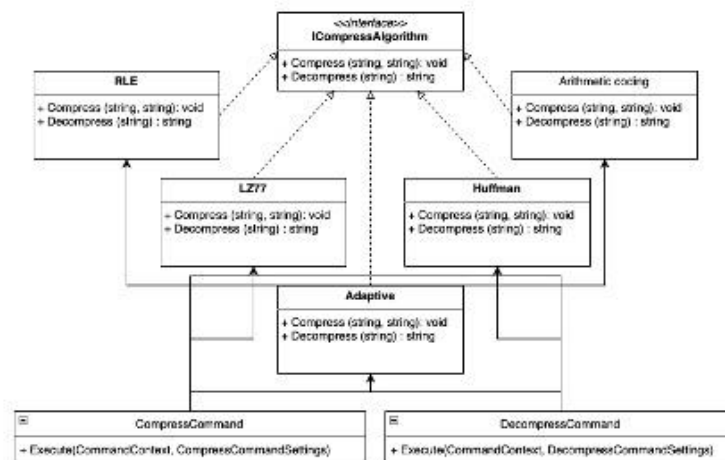 <<interface>>
ICompressAlgorithm
+ Compress (string, string): void
+ Decompress (string) : string
RLE
+ Compress (string, string): void
+ Decompress (string) : string
Arithmetic cocing
+ Compress (string, string): void
+ Decompress (string) : string
LZ77
+ Compress (string, string): void
+ Decompress (string) : string
Huffman
+ Compress (string, string): void
+ Decompress (string) : string
Adaptive
+ Compress (string, string): void
+ Decompress (string) : string
CompressCommand
+ Execute(CommandContext, CompressCommandSettings)
DecompressCommand
+ Execute(CommandContext, DecompressCommandSettings)